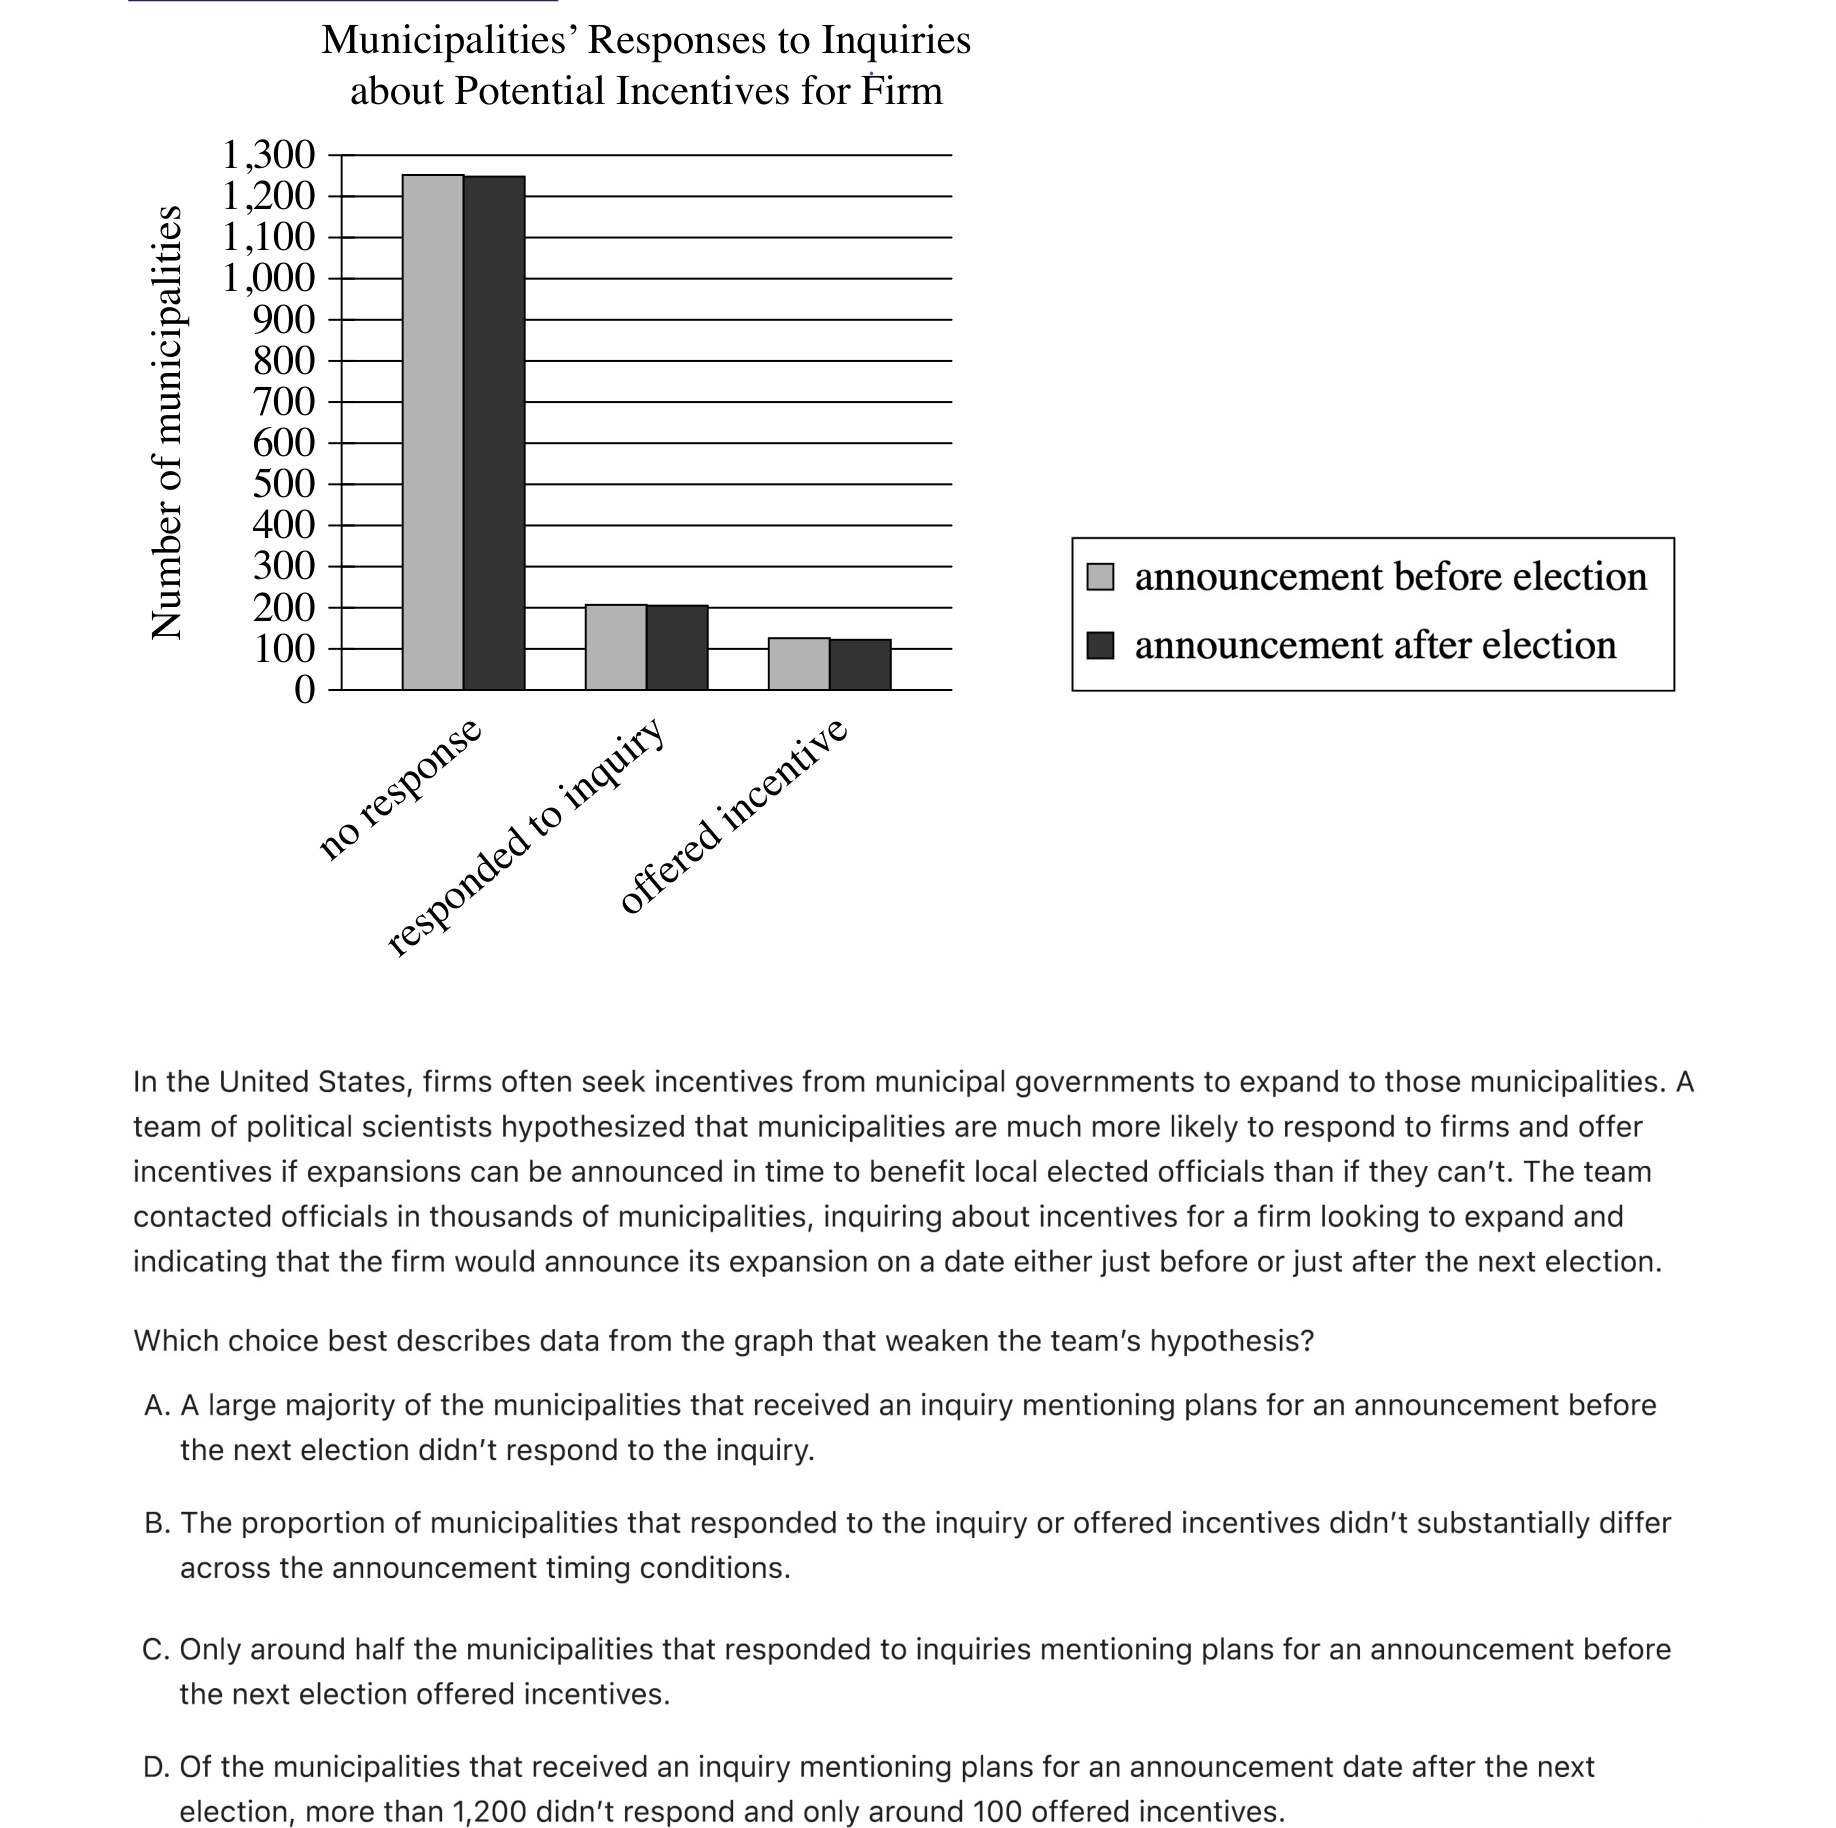 Municipalities’ Responses to Inquiries
about Potential Incentives for Firm
Number of municipalities
1,300
1,200
1,100
1,000
900
800
700
600
500
400
300
200
100
0
no response
responded to inquiry
offered incentive
announcement before election
announcement after election
In the United States, firms often seek incentives from municipal governments to expand to those municipalities. A
team of political scientists hypothesized that municipalities are much more likely to respond to firms and offer
incentives if expansions can be announced in time to benefit local elected officials than if they can’t. The team
contacted officials in thousands of municipalities, inquiring about incentives for a firm looking to expand and
indicating that the firm would announce its expansion on a date either just before or just after the next election.
Which choice best describes data from the graph that weaken the team’s hypothesis?
A. A large majority of the municipalities that received an inquiry mentioning plans for an announcement before
the next election didn’t respond to the inquiry.
B. The proportion of municipalities that responded to the inquiry or offered incentives didn’t substantially differ
across the announcement timing conditions.
C. Only around half the municipalities that responded to inquiries mentioning plans for an announcement before
the next election offered incentives.
D. Of the municipalities that received an inquiry mentioning plans for an announcement date after the next
election, more than 1,200 didn’t respond and only around 100 offered incentives.